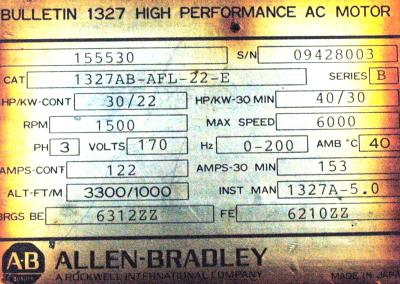 BULLETIN 1327 HIGH PERFORMANCE AC MOTOR
155530 S/N 09428003
CAT 1327AB-AFL-22-E SERIES B
HP/KW-CONT 30/22 HP/KW-30 MIN 40/30
RPM 1500 MAX SPEED 6000
PH 3 VOLTS 170 Hz 0-200 AMB °C 40
AMPS-CONT 122 AMPS-30 MIN 153
ALT-FT/M 3300/1000 INST MAN 1327A-5.0
BRGS BE 6312ZZ FE 6210ZZ
AB ALLEN-BRADLEY
A ROCKWELL INTERNATIONAL COMPANY MADE IN JAPA